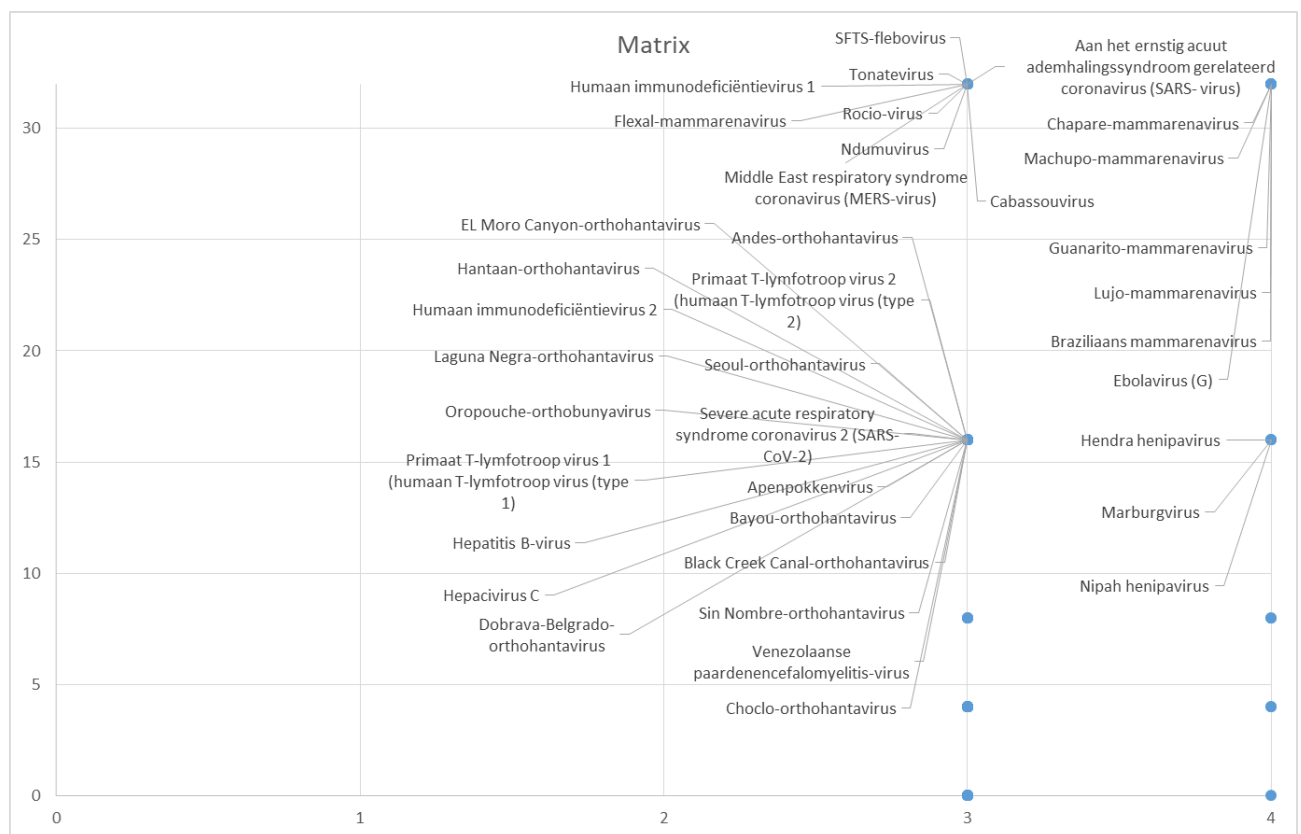 Matrix
SFTS-flebovirus
Aan het ernstig acuut
ademhalingssyndroom gerelateerd
coronavirus (SARS- virus)
Tonatevirus
Humaan immunodeficiëntievirus 1
Rocio-virus
Flexal-mammarenavirus
Chapare-mammarenavirus
Ndumuvirus
Machupo-mammarenavirus
Middle East respiratory syndrome
coronavirus (MERS-virus)
Cabassouvirus
EL Moro Canyon-orthohantavirus
Andes-orthohantavirus
Guanarito-mammarenavirus
Hantaan-orthohantavirus
Primaat T-lymfotroop virus 2
(humaan T-lymfotroop virus (type
2)
Lujo-mammarenavirus
Humaan immunodeficiëntievirus 2
Braziliaans mammarenavirus
Laguna Negra-orthohantavirus
Seoul-orthohantavirus
Ebolavirus (G)
Oropouche-orthobunyavirus
Severe acute respiratory
syndrome coronavirus 2 (SARS-
CoV-2)
Hendra henipavirus
Primaat T-lymfotroop virus 1
(humaan T-lymfotroop virus (type
1)
Apenpokkenvirus
Marburgvirus
Bayou-orthohantavirus
Hepatitis B-virus
Black Creek Canal-orthohantavirus
Nipah henipavirus
Hepacivirus C
Sin Nombre-orthohantavirus
Dobrava-Belgrado-
orthohantavirus
Venezolaanse
paardenencefalomyelitis-virus
Choclo-orthohantavirus
30
25
20
15
10
5
0
0 1 2 3 4